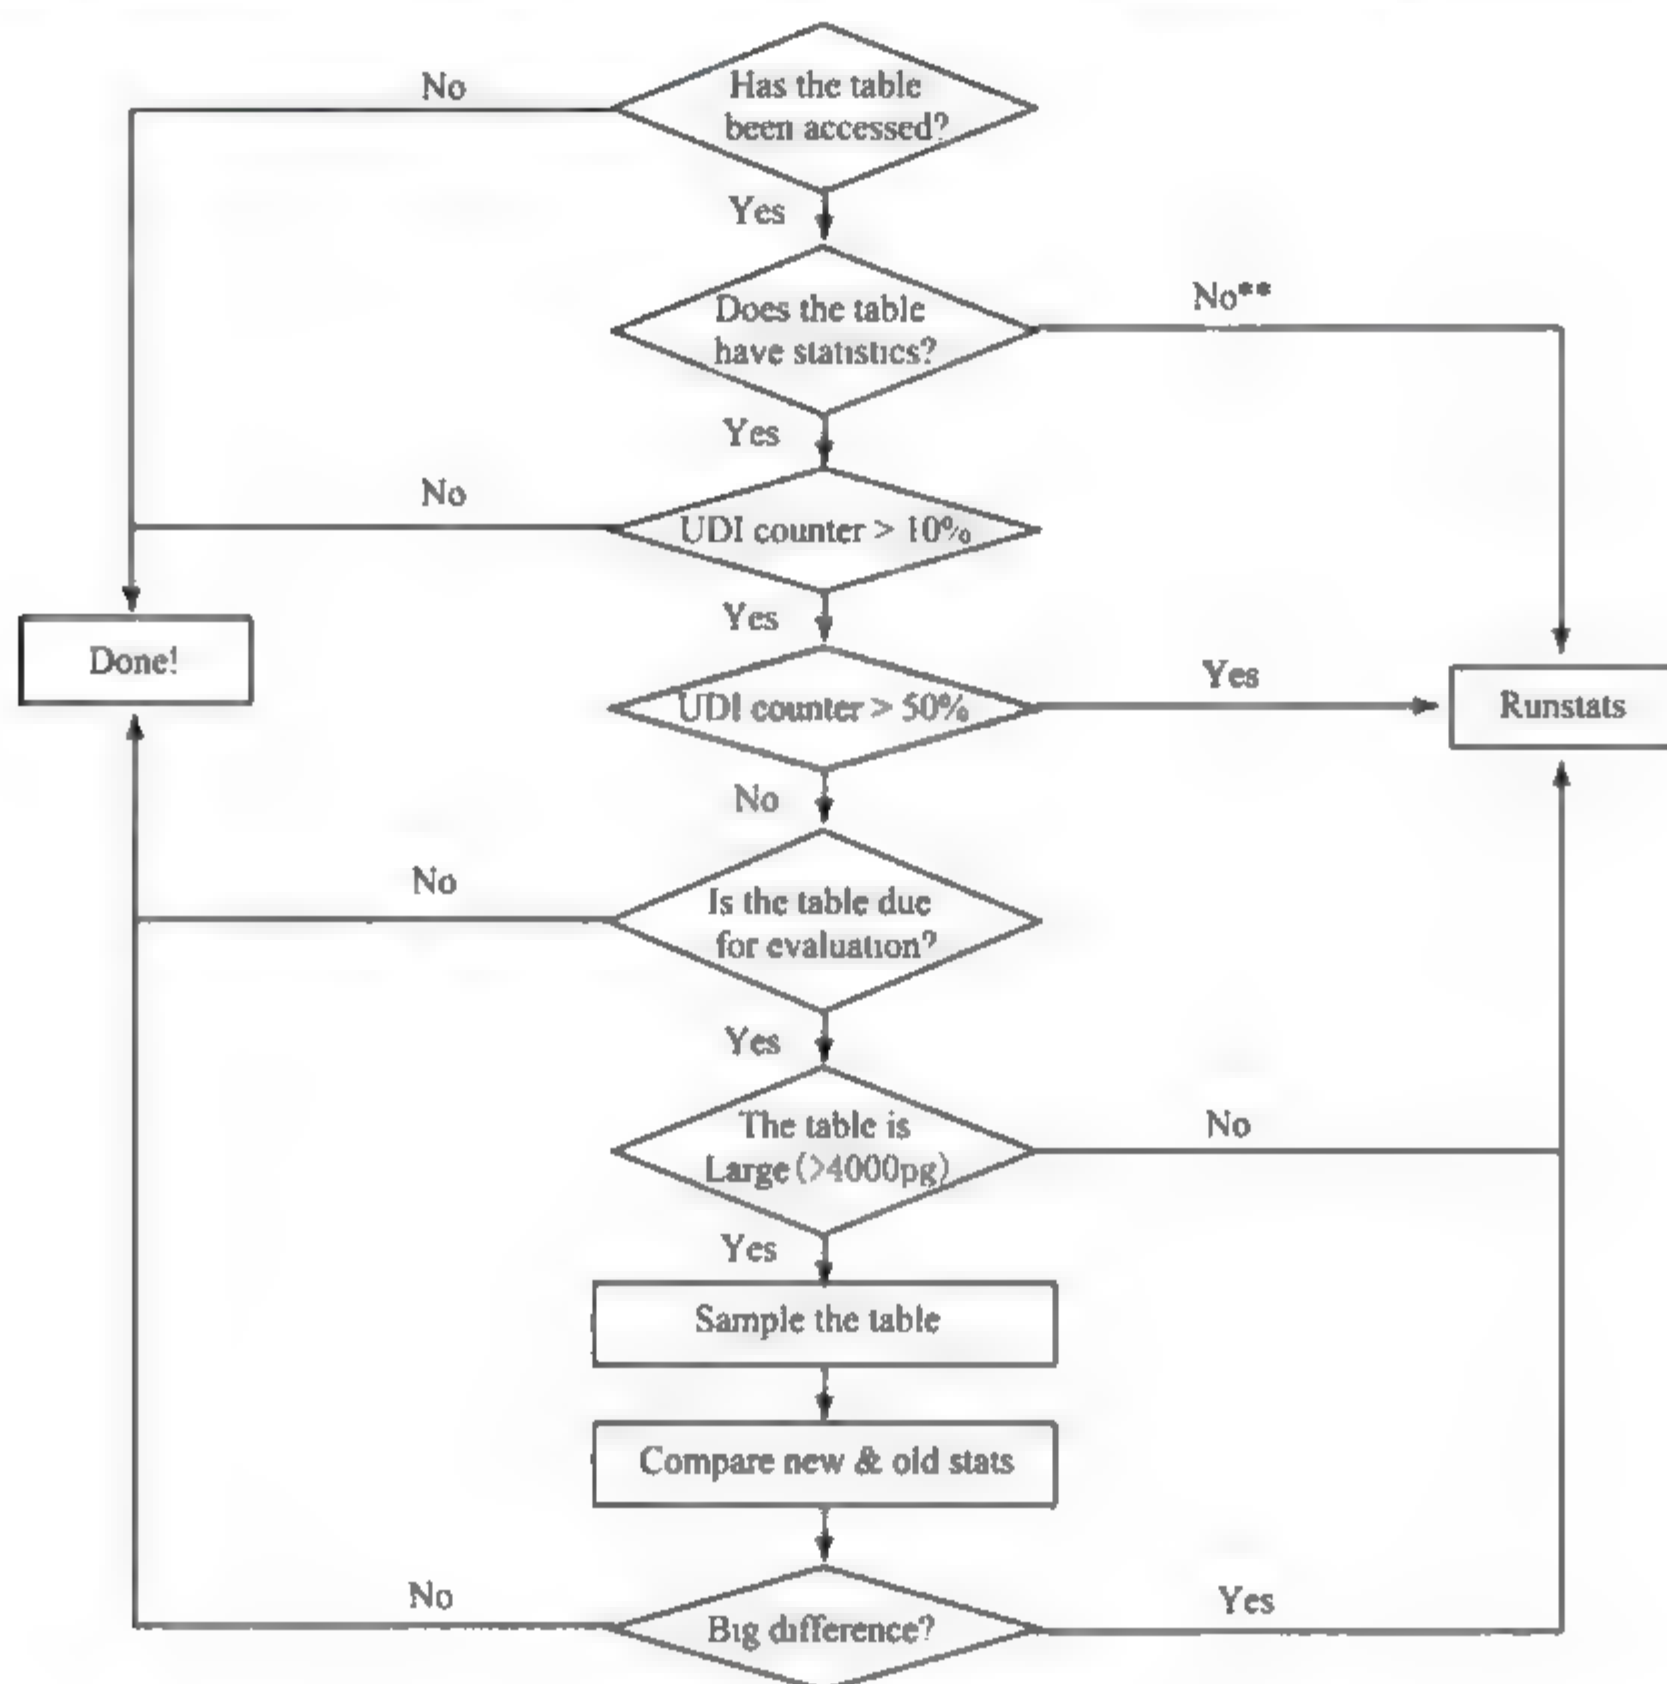 Has the table
been accessed?
No
Yes
Does the table
have statistics?
No**
Yes
No
UDI counter > 10%
Yes
Done!
UDI counter > 50%
Yes
Runstats
No
Is the table due
for evaluation?
No
Yes
The table is
Large (>4000pg)
No
Yes
Sample the table
Compare new & old stats
No
Big difference?
Yes